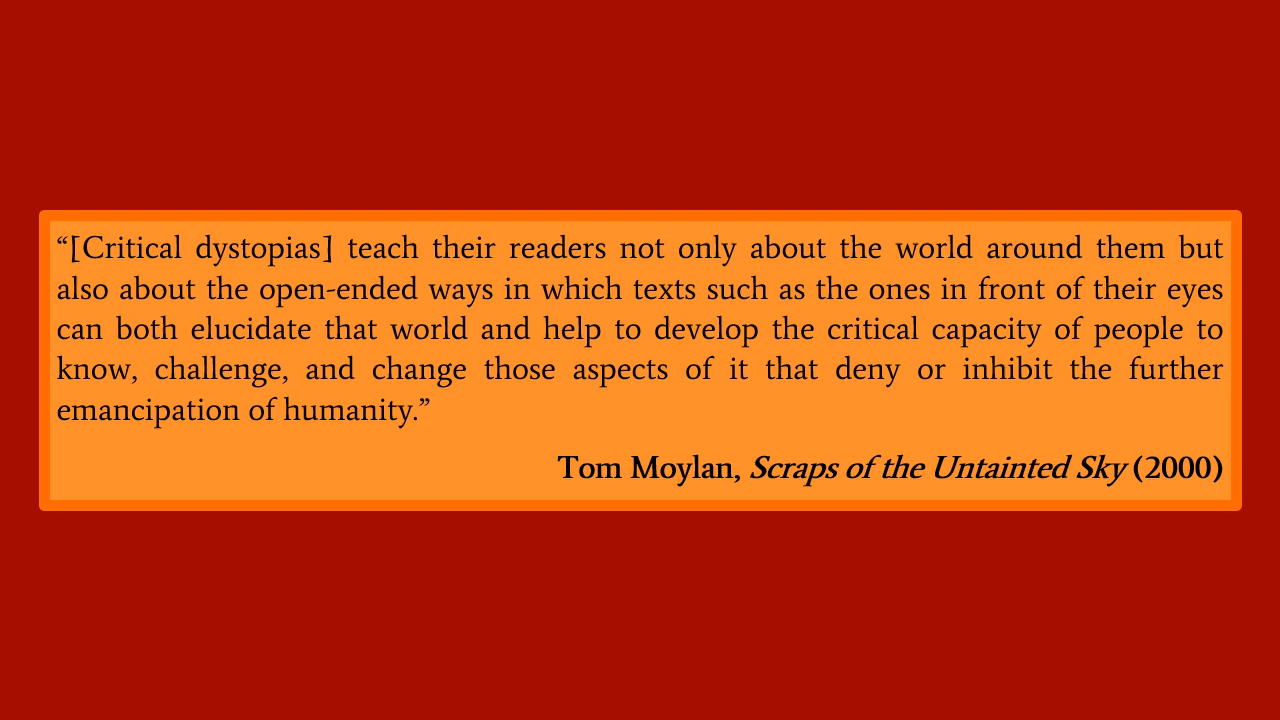 “[Critical dystopias] teach their readers not only about the world around them but
also about the open-ended ways in which texts such as the ones in front of their eyes
can both elucidate that world and help to develop the critical capacity of people to
know, challenge, and change those aspects of it that deny or inhibit the further
emancipation of humanity.”
Tom Moylan, Scraps of the Untainted Sky (2000)